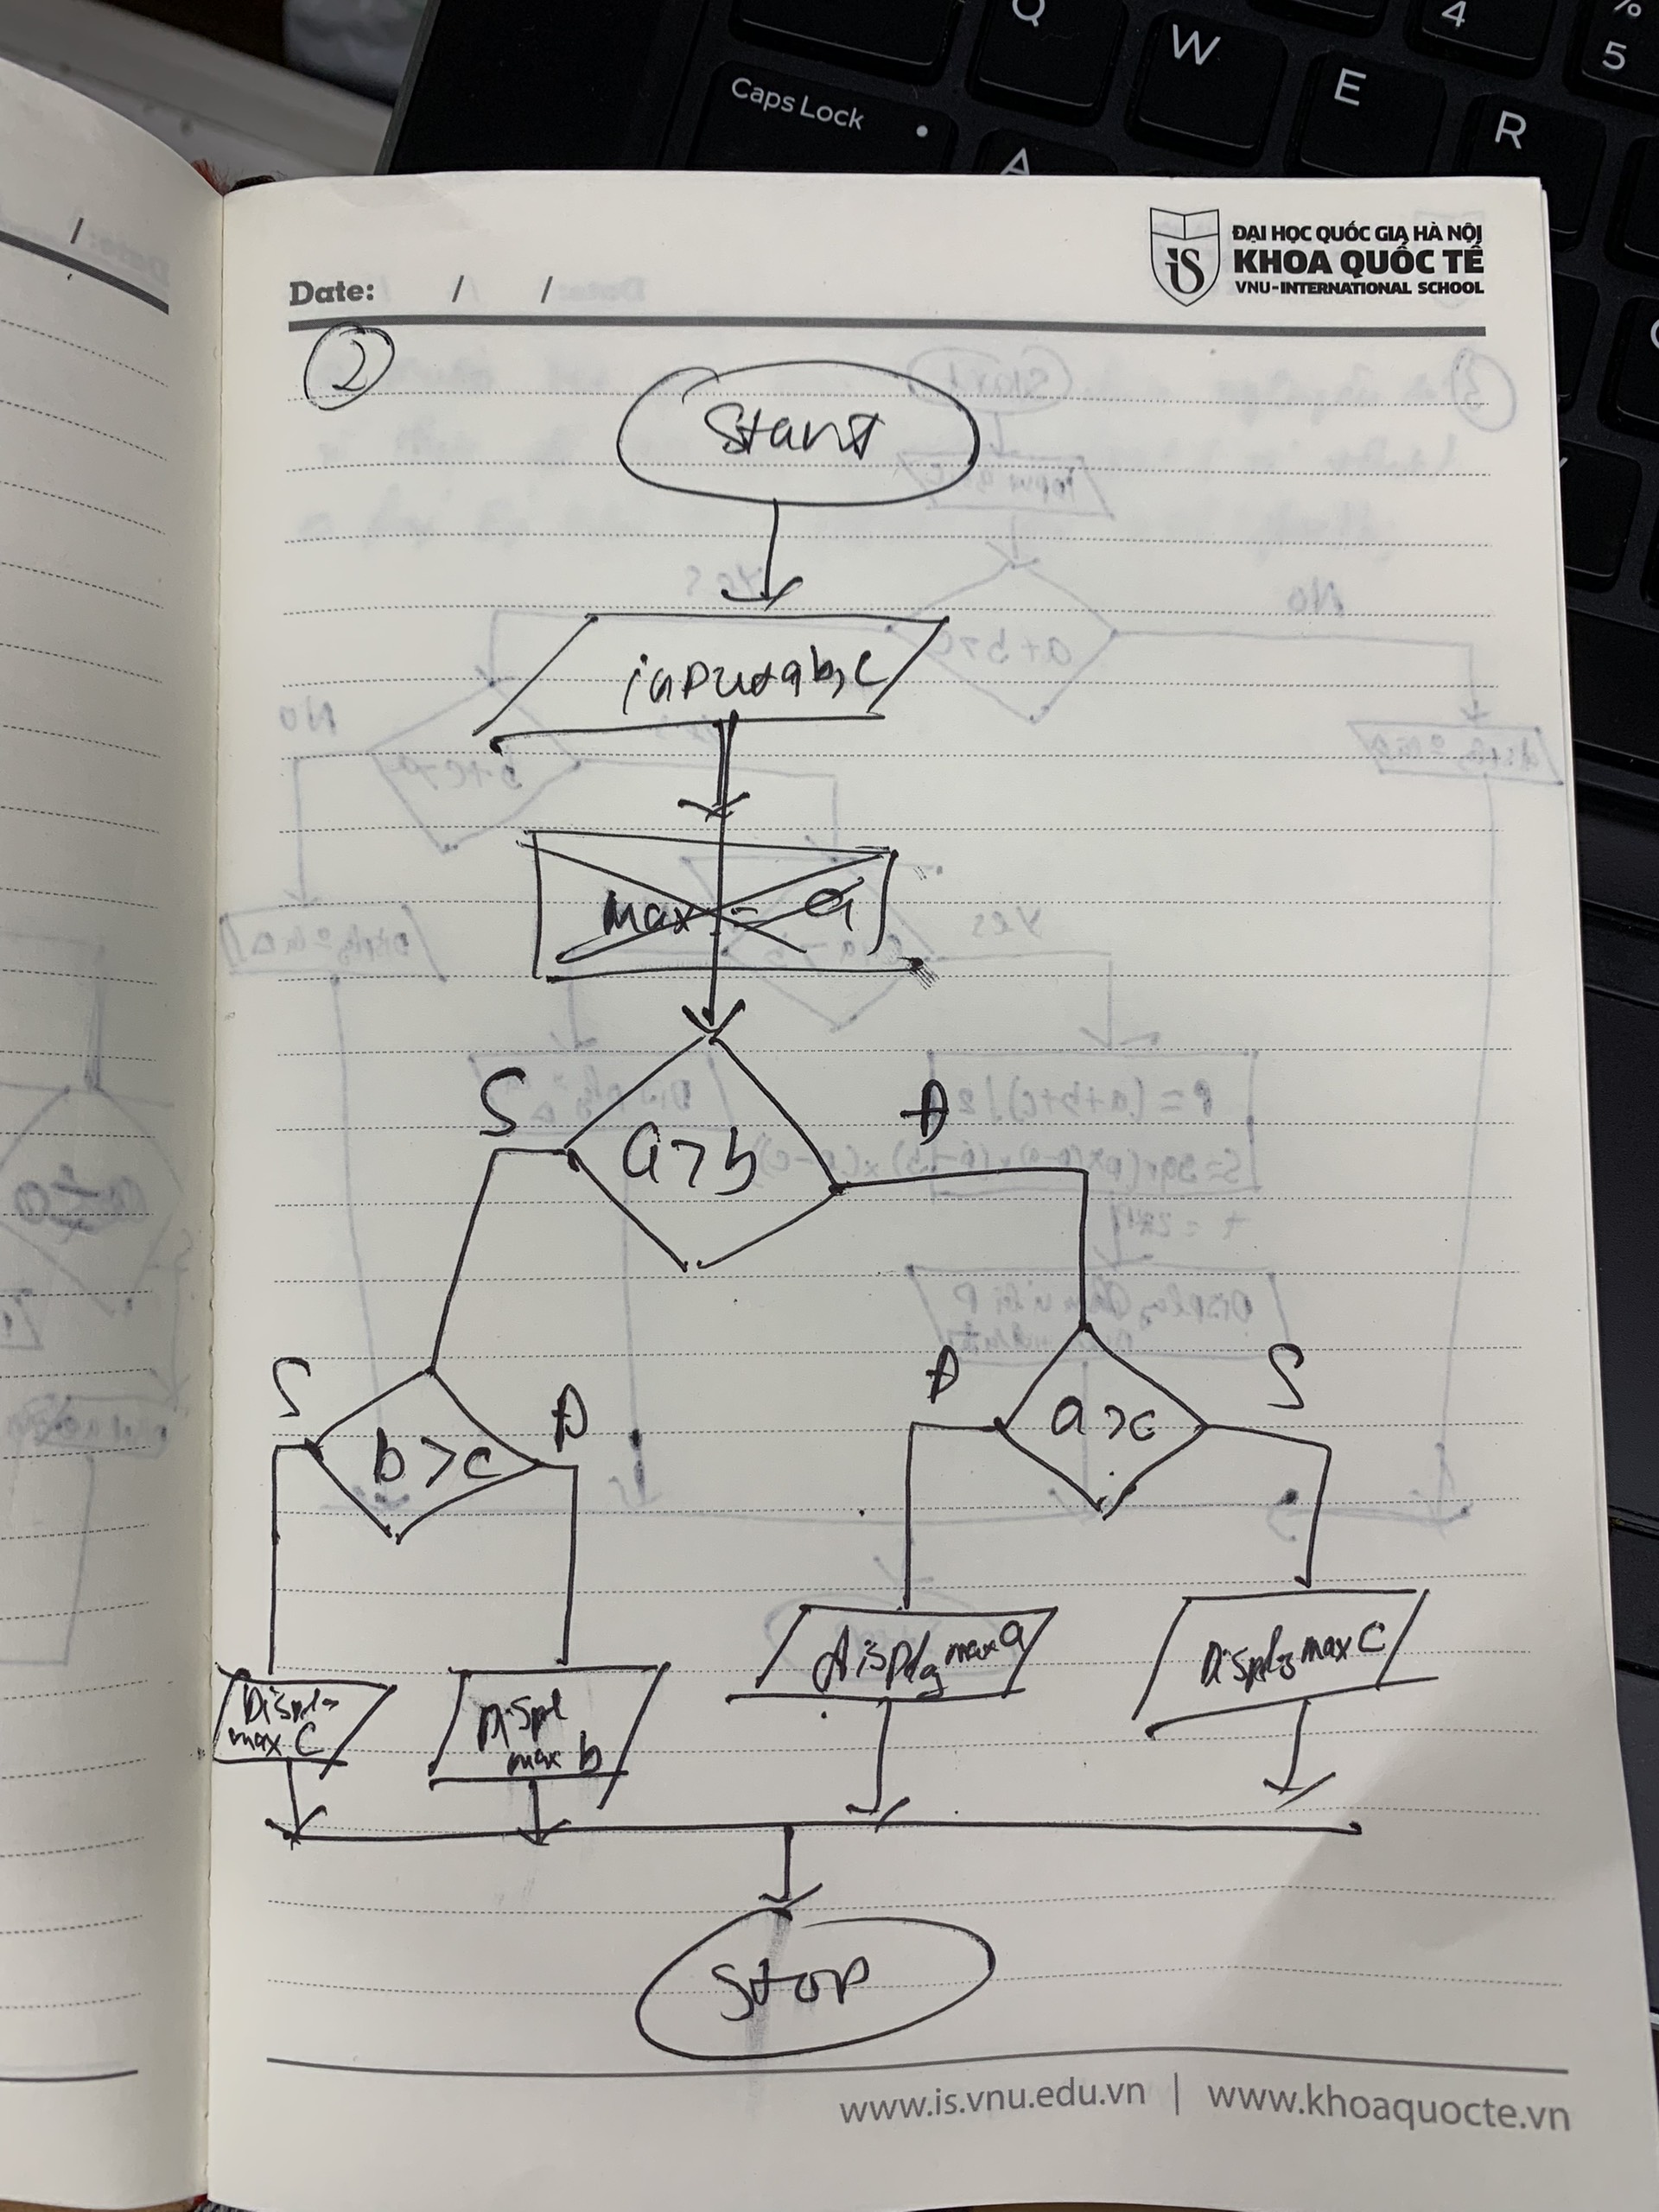 Q
W
E
R
4
%
5
Caps Lock
A
/
ĐẠI HỌC QUỐC GIA HÀ NỘI
KHOA QUỐC TẾ
VNU-INTERNATIONAL SCHOOL
iS
Date: / /
2
Start
input a, b, c
max = a
S
a > b
Đ
S
b > c
Đ
Đ
a > c
S
display max a
Display max C
Display
max C
Displ
max b
Stop
www.is.vnu.edu.vn | www.khoaquocte.vn